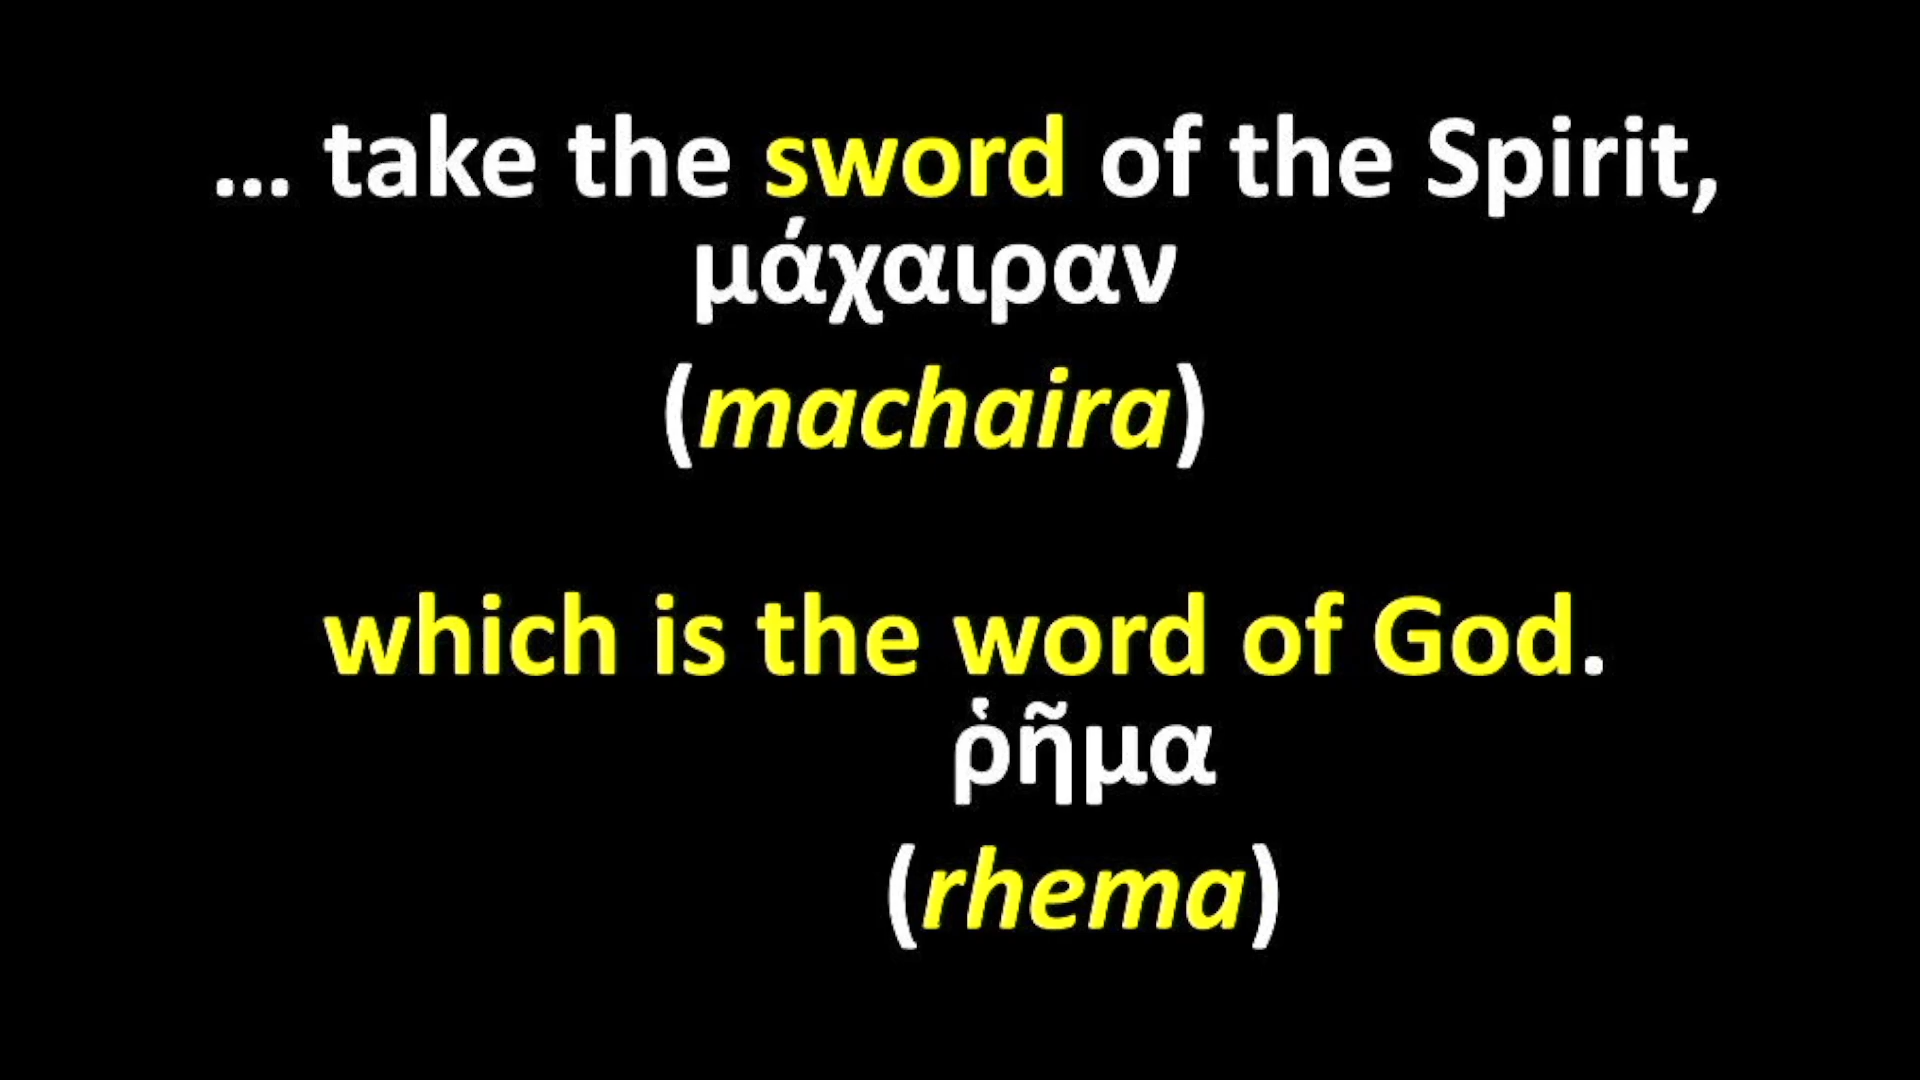 ... take the sword of the Spirit,
μάχαιραν
(machaira)
which is the word of God.
ῥῆμα
(rhema)